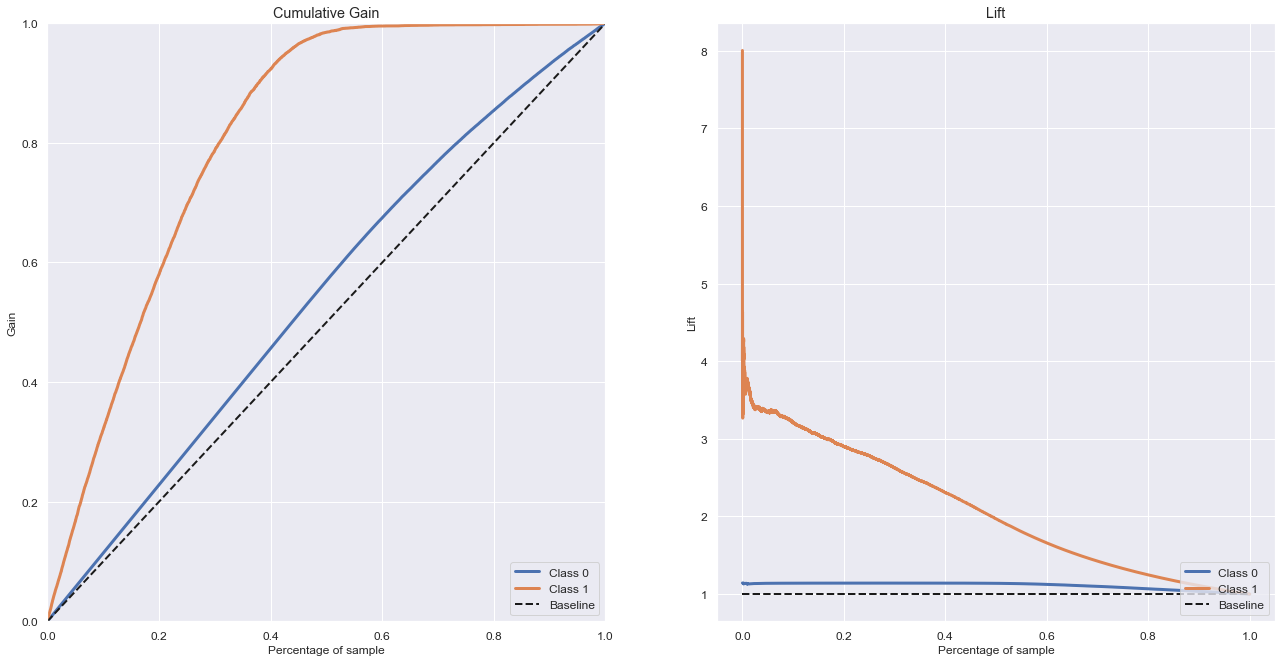 Cumulative Gain
1.0
0.8
0.6
0.4
0.2
0.0
Gain
0.0 0.2 0.4 0.6 0.8 1.0
Percentage of sample
Class 0
Class 1
Baseline
Lift
8
7
6
5
4
3
2
1
Lift
0.0 0.2 0.4 0.6 0.8 1.0
Percentage of sample
Class 0
Class 1
Baseline